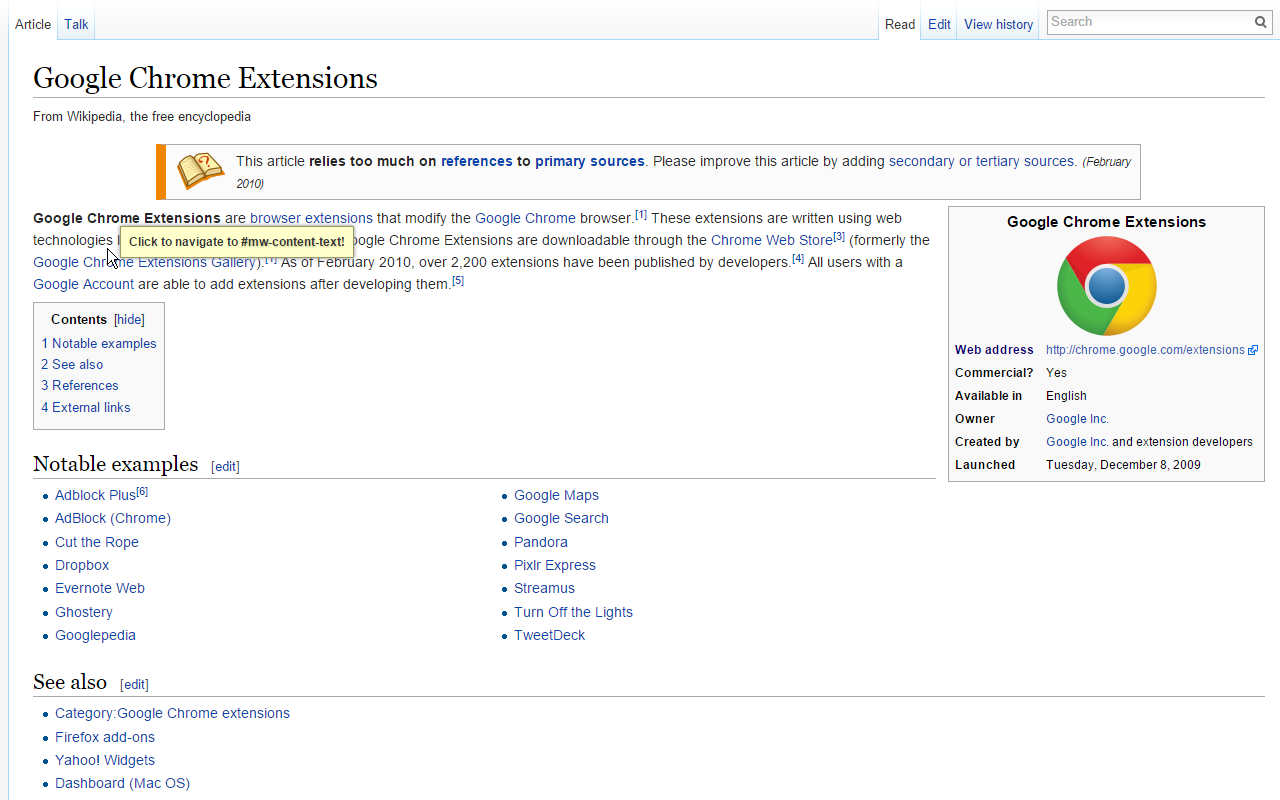 Article Talk Read Edit View history Search
Google Chrome Extensions
From Wikipedia, the free encyclopedia
This article relies too much on references to primary sources. Please improve this article by adding secondary or tertiary sources. (February
2010)
Google Chrome Extensions are browser extensions that modify the Google Chrome browser.[1] These extensions are written using web
technologies Click to navigate to #mw-content-text! Chrome Extensions are downloadable through the Chrome Web Store[3] (formerly the
Google Chrome Extensions Gallery). As of February 2010, over 2,200 extensions have been published by developers.[4] All users with a
Google Account are able to add extensions after developing them.[5]
Contents [hide]
1 Notable examples
2 See also
3 References
4 External links
Google Chrome Extensions
Web address http://chrome.google.com/extensions
Commercial? Yes
Available in English
Owner Google Inc.
Created by Google Inc. and extension developers
Launched Tuesday, December 8, 2009
Notable examples [edit]
Adblock Plus[6]
AdBlock (Chrome)
Cut the Rope
Dropbox
Evernote Web
Ghostery
Googlepedia
Google Maps
Google Search
Pandora
Pixlr Express
Streamus
Turn Off the Lights
TweetDeck
See also [edit]
Category:Google Chrome extensions
Firefox add-ons
Yahoo! Widgets
Dashboard (Mac OS)